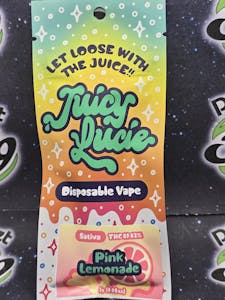 LET LOOSE WITH
THE JUICE!!
Juicy
Lucie
Disposable Vape
Sativa
Pink
Lemonade